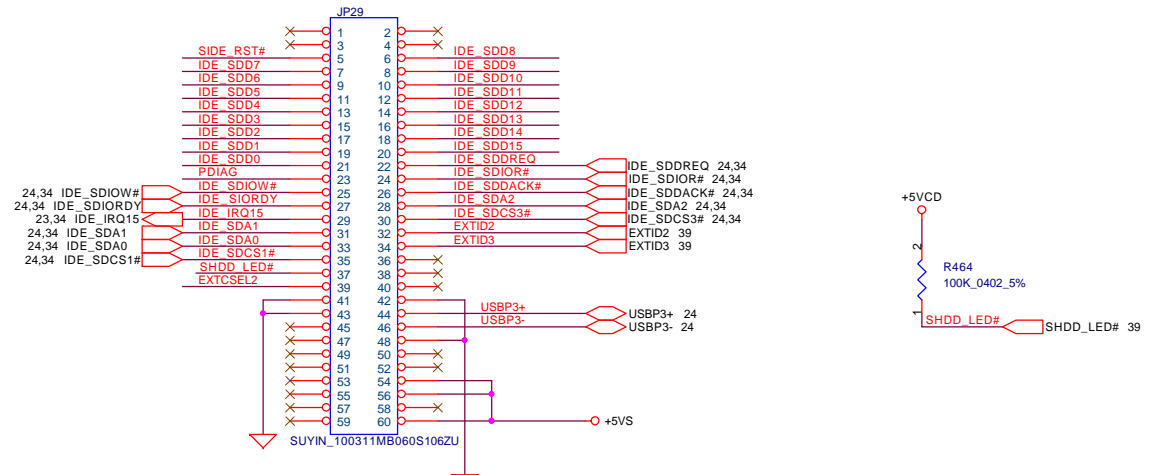 JP29
1 2
3 4
SIDE_RST# 5 6 IDE_SDD8
IDE_SDD7 7 8 IDE_SDD9
IDE_SDD6 9 10 IDE_SDD10
IDE_SDD5 11 12 IDE_SDD11
IDE_SDD4 13 14 IDE_SDD12
IDE_SDD3 15 16 IDE_SDD13
IDE_SDD2 17 18 IDE_SDD14
IDE_SDD1 19 20 IDE_SDD15
IDE_SDD0 21 22 IDE_SDDREQ IDE_SDDREQ 24,34
PDIAG 23 24 IDE_SDIOR# IDE_SDIOR# 24,34
24,34 IDE_SDIOW# IDE_SDIOW# 25 26 IDE_SDDACK# IDE_SDDACK# 24,34
24,34 IDE_SDIORDY IDE_SIORDY 27 28 IDE_SDA2 IDE_SDA2 24,34
23,34 IDE_IRQ15 IDE_IRQ15 29 30 IDE_SDCS3# IDE_SDCS3# 24,34
24,34 IDE_SDA1 IDE_SDA1 31 32 EXTID2 EXTID2 39
24,34 IDE_SDA0 IDE_SDA0 33 34 EXTID3 EXTID3 39
24,34 IDE_SDCS1# IDE_SDCS1# 35 36
SHDD_LED# 37 38
EXTCSEL2 39 40
41 42
43 44 USBP3+ USBP3+ 24
45 46 USBP3- USBP3- 24
47 48
49 50
51 52
53 54
55 56
57 58
59 60 +5VS
SUYIN_100311MB060S106ZU
+5VCD
2
R464
100K_0402_5%
1
SHDD_LED# SHDD_LED# 39